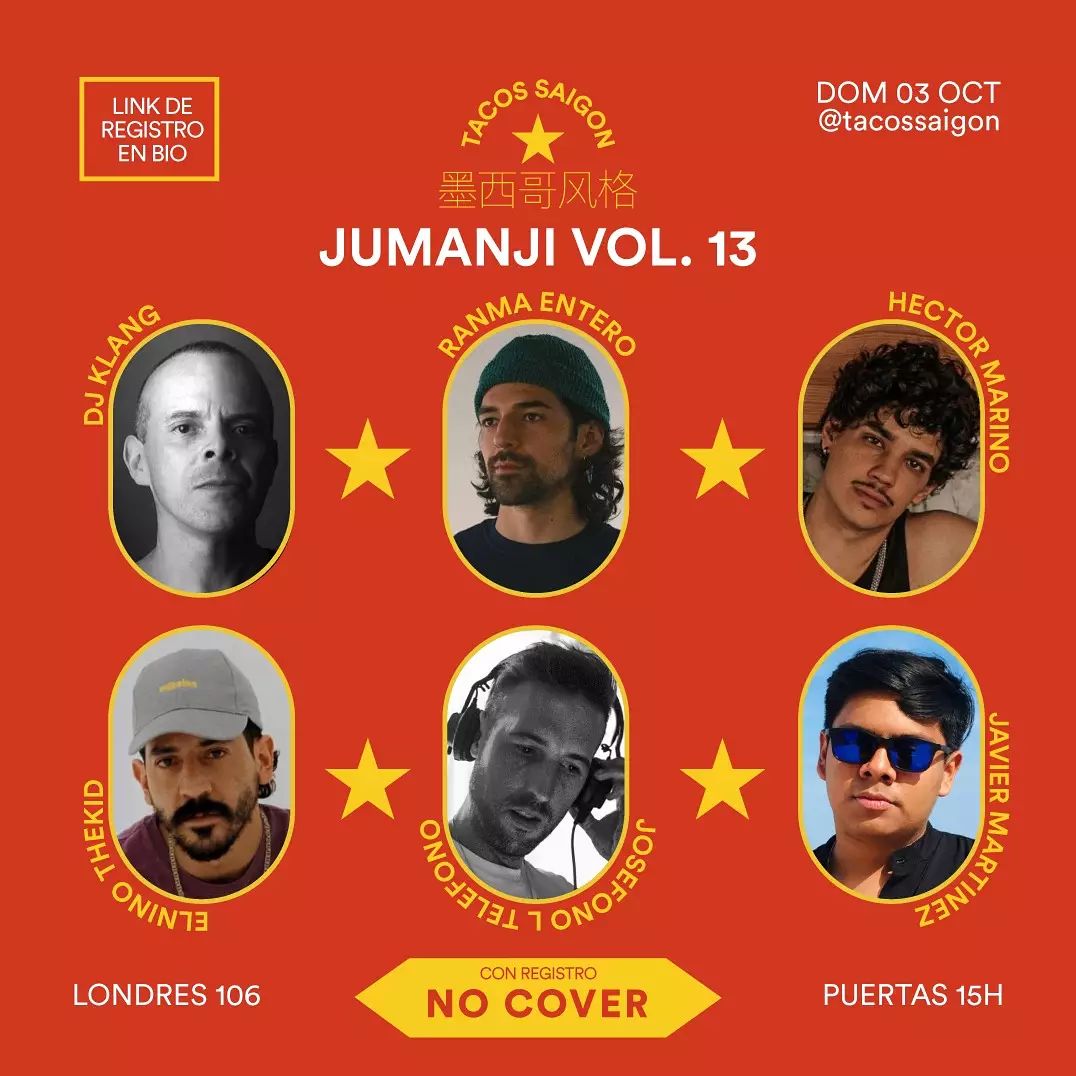 LINK DE
REGISTRO
EN BIO
TACOS SAIGON
墨西哥风格
DOM 03 OCT
@tacossaigon
JUMANJI VOL. 13
DJ KLANG
RANMA ENTERO
HECTOR MARINO
ELNINO THEKID
JOSEFONO L TELEFONO
JAVIER MARTINEZ
LONDRES 106
CON REGISTRO
NO COVER
PUERTAS 15H